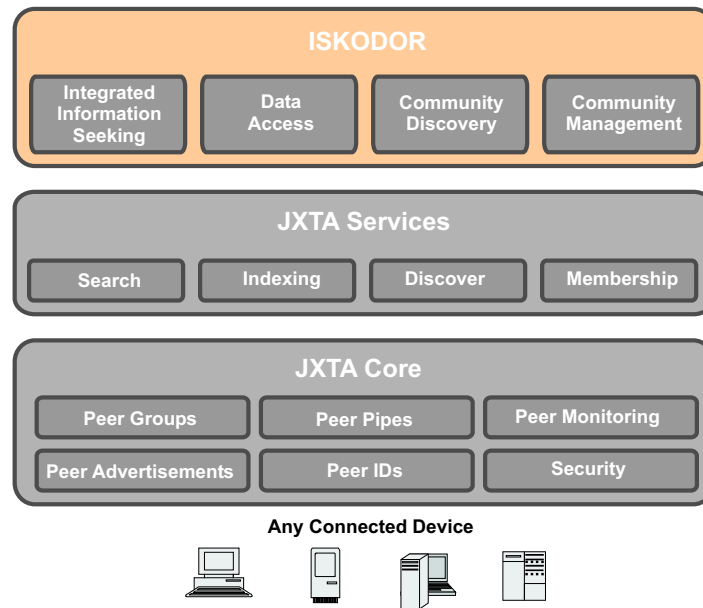 ISKODOR
Integrated
Information
Seeking
Data
Access
Community
Discovery
Community
Management
JXTA Services
Search
Indexing
Discover
Membership
JXTA Core
Peer Groups
Peer Pipes
Peer Monitoring
Peer Advertisements
Peer IDs
Security
Any Connected Device